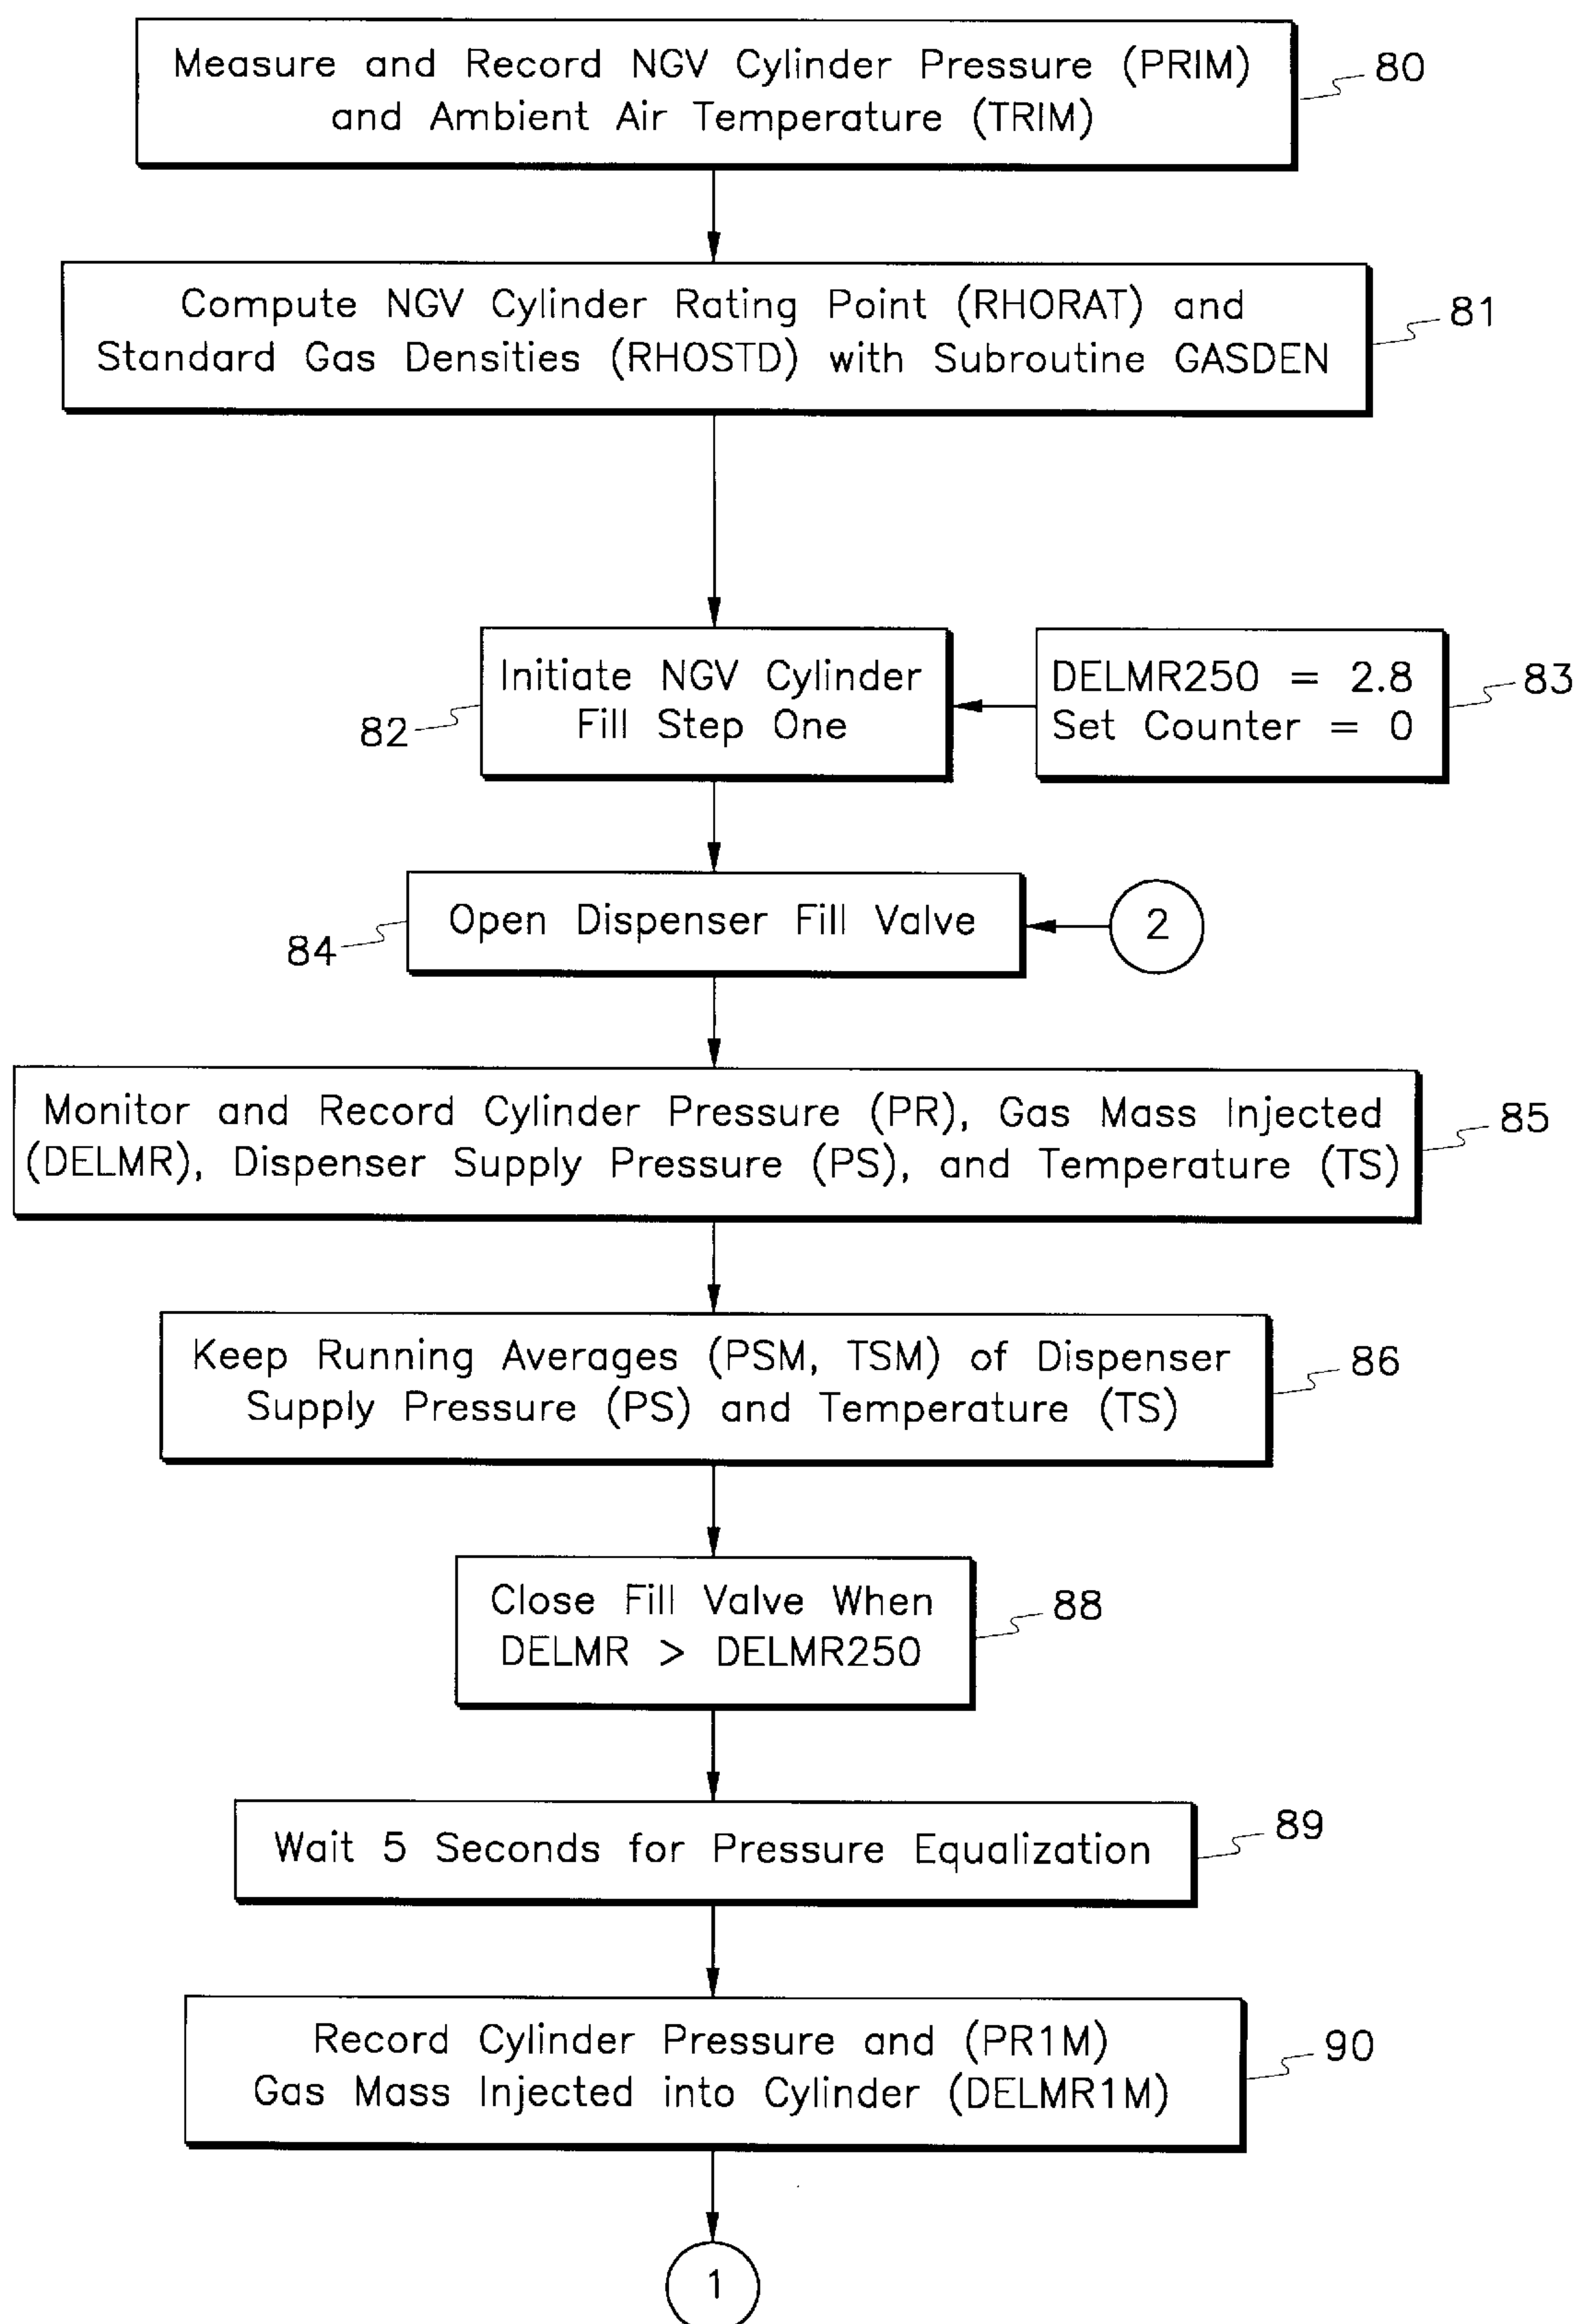 Measure and Record NGV Cylinder Pressure (PRIM)
and Ambient Air Temperature (TRIM)
80
Compute NGV Cylinder Rating Point (RHORAT) and
Standard Gas Densities (RHOSTD) with Subroutine GASDEN
81
Initiate NGV Cylinder
Fill Step One
82
DELMR250 = 2.8
Set Counter = 0
83
Open Dispenser Fill Valve
84
2
Monitor and Record Cylinder Pressure (PR), Gas Mass Injected
(DELMR), Dispenser Supply Pressure (PS), and Temperature (TS)
85
Keep Running Averages (PSM, TSM) of Dispenser
Supply Pressure (PS) and Temperature (TS)
86
Close Fill Valve When
DELMR > DELMR250
88
Wait 5 Seconds for Pressure Equalization
89
Record Cylinder Pressure and (PR1M)
Gas Mass Injected into Cylinder (DELMR1M)
90
1